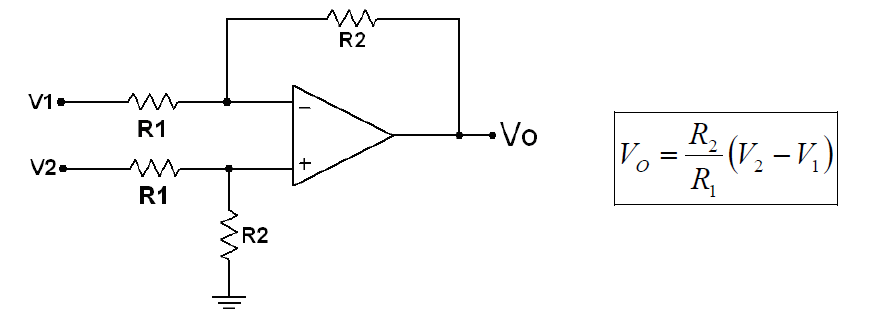 R2
V1
R1
−
Vo
V2
R1
+
R2
V_O = R_2/R_1 (V_2 − V_1)